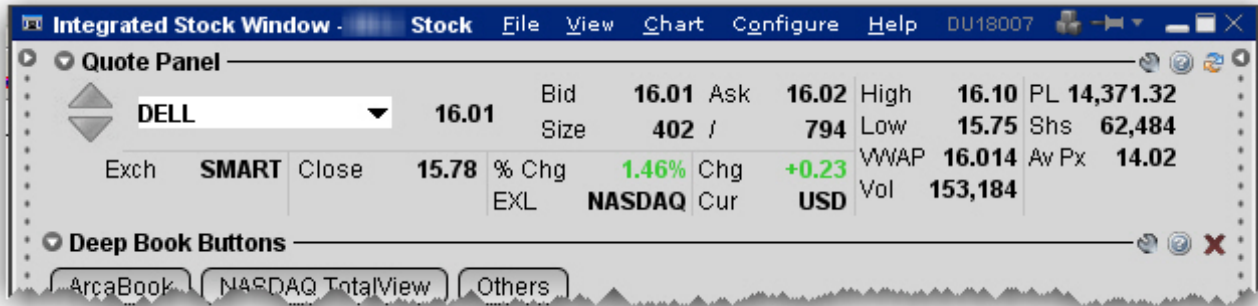 Integrated Stock Window - Stock File View Chart Configure Help DU18007
Quote Panel
DELL 16.01 Bid 16.01 Ask 16.02 High 16.10 PL 14,371.32
Size 402 / 794 Low 15.75 Shs 62,484
Exch SMART Close 15.78 % Chg 1.46% Chg +0.23 VWAP 16.014 Av Px 14.02
EXL NASDAQ Cur USD Vol 153,184
Deep Book Buttons
ArcaBook NASDAQ TotalView Others